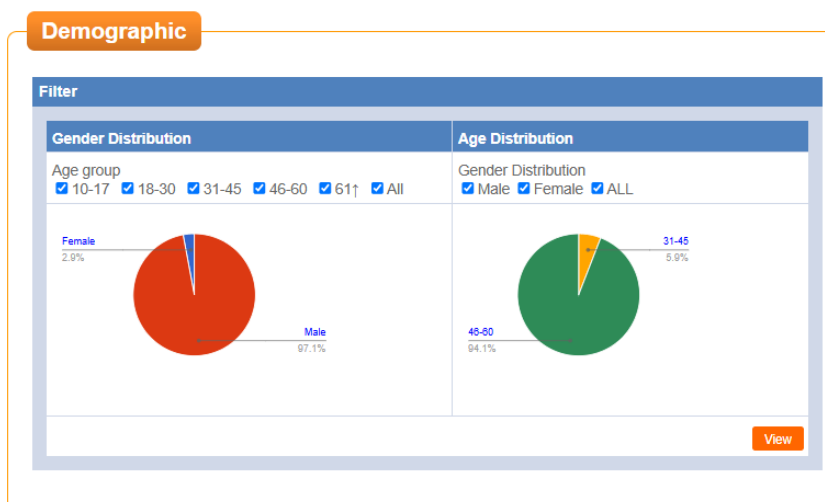 Demographic
Filter
Gender Distribution
Age Distribution
Age group
10-17 18-30 31-45 46-60 61↑ All
Gender Distribution
Male Female ALL
Female
2.9%
Male
97.1%
31-45
5.9%
46-60
94.1%
View